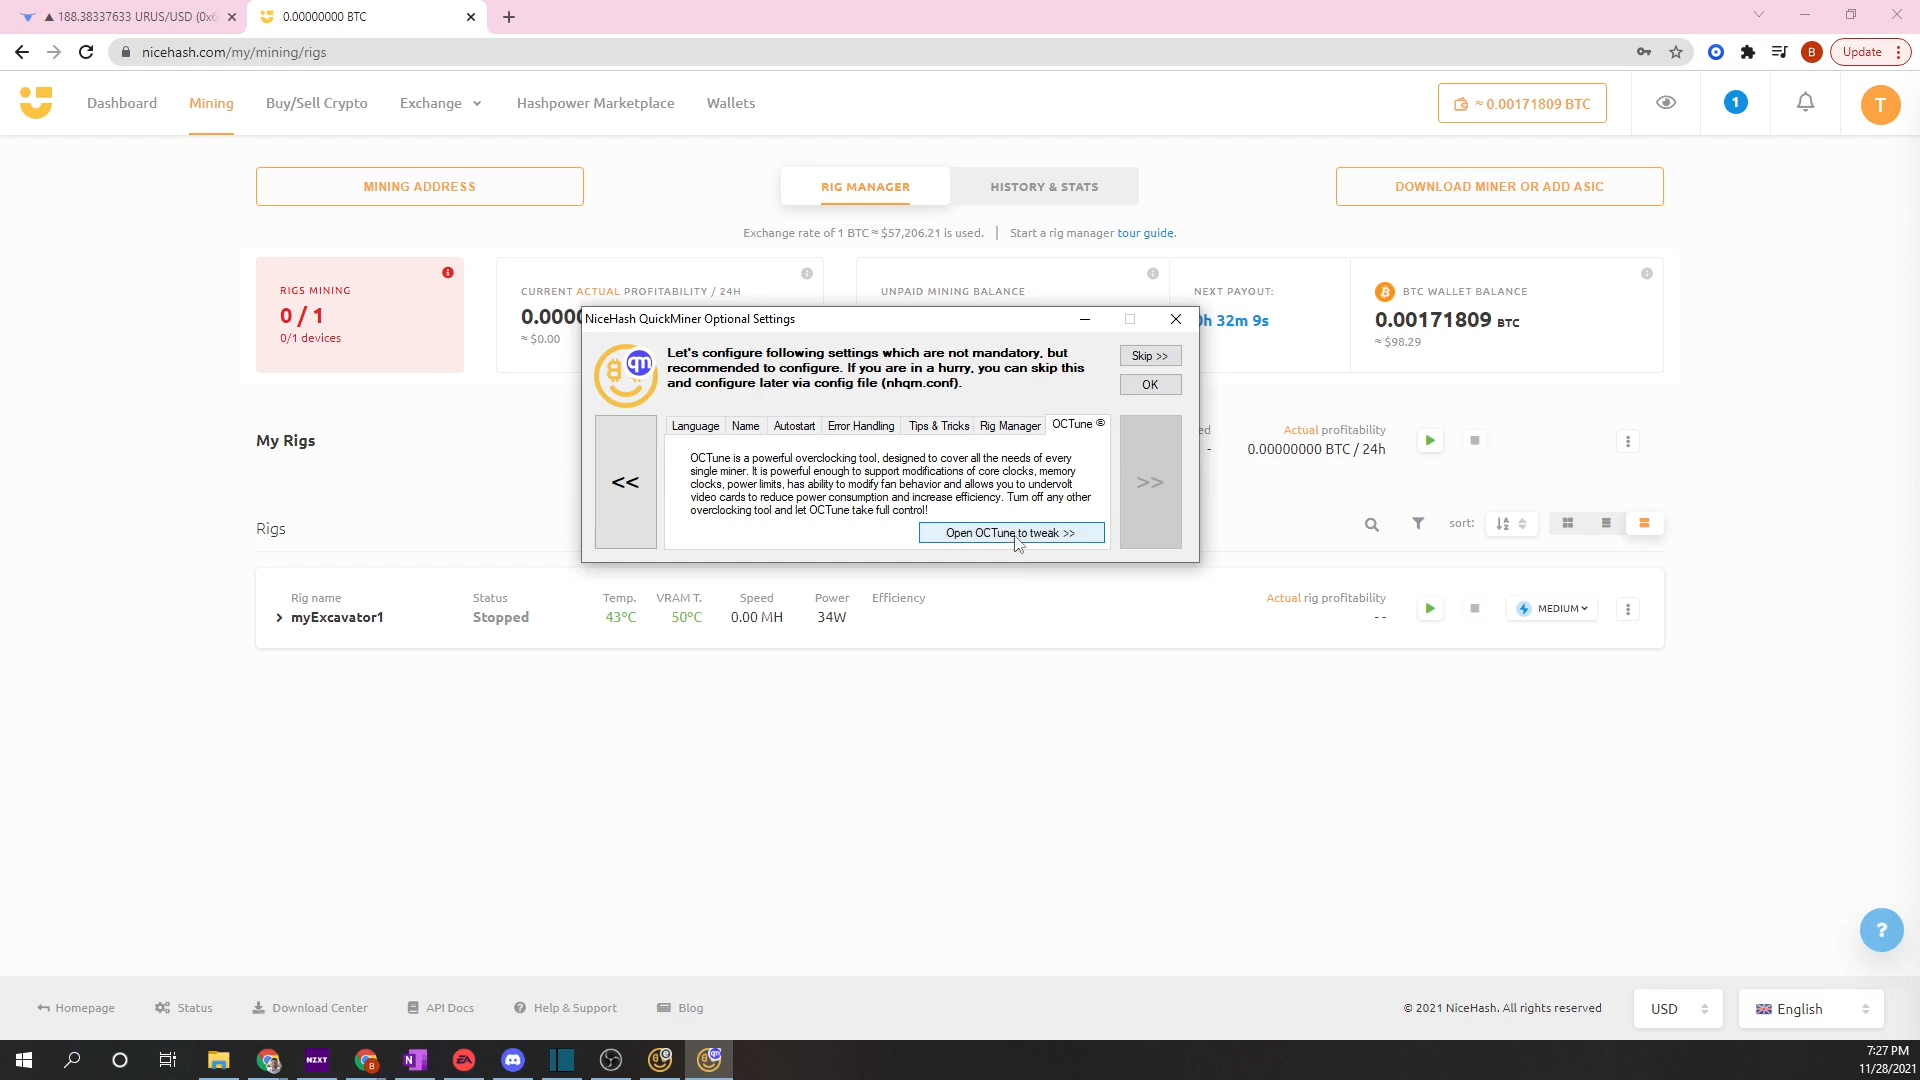 ▲ 188.38337633 URUS/USD (0x6
0.00000000 BTC
nicehash.com/my/mining/rigs
B
Update
Dashboard
Mining
Buy/Sell Crypto
Exchange
Hashpower Marketplace
Wallets
≈ 0.00171809 BTC
1
T
MINING ADDRESS
RIG MANAGER
HISTORY & STATS
DOWNLOAD MINER OR ADD ASIC
Exchange rate of 1 BTC ≈ $57,206.21 is used. | Start a rig manager tour guide.
RIGS MINING
0 / 1
0/1 devices
CURRENT ACTUAL PROFITABILITY / 24H
0.0000
≈ $0.00
UNPAID MINING BALANCE
NEXT PAYOUT:
0h 32m 9s
BTC WALLET BALANCE
0.00171809 BTC
≈ $98.29
NiceHash QuickMiner Optional Settings
Let's configure following settings which are not mandatory, but
recommended to configure. If you are in a hurry, you can skip this
and configure later via config file (nhqm.conf).
Skip >>
OK
Language
Name
Autostart
Error Handling
Tips & Tricks
Rig Manager
OCTune ©
<<
OCTune is a powerful overclocking tool, designed to cover all the needs of every
single miner. It is powerful enough to support modifications of core clocks, memory
clocks, power limits, has ability to modify fan behavior and allows you to undervolt
video cards to reduce power consumption and increase efficiency. Turn off any other
overclocking tool and let OCTune take full control!
Open OCTune to tweak >>
>>
My Rigs
ed
-
Actual profitability
0.00000000 BTC / 24h
Rigs
sort:
Rig name
myExcavator1
Status
Stopped
Temp.
43°C
VRAM T.
50°C
Speed
0.00 MH
Power
34W
Efficiency
Actual rig profitability
- -
MEDIUM
?
Homepage
Status
Download Center
API Docs
Help & Support
Blog
© 2021 NiceHash. All rights reserved
USD
English
NZXT
B
N
EA
e
qm
7:27 PM
11/28/2021